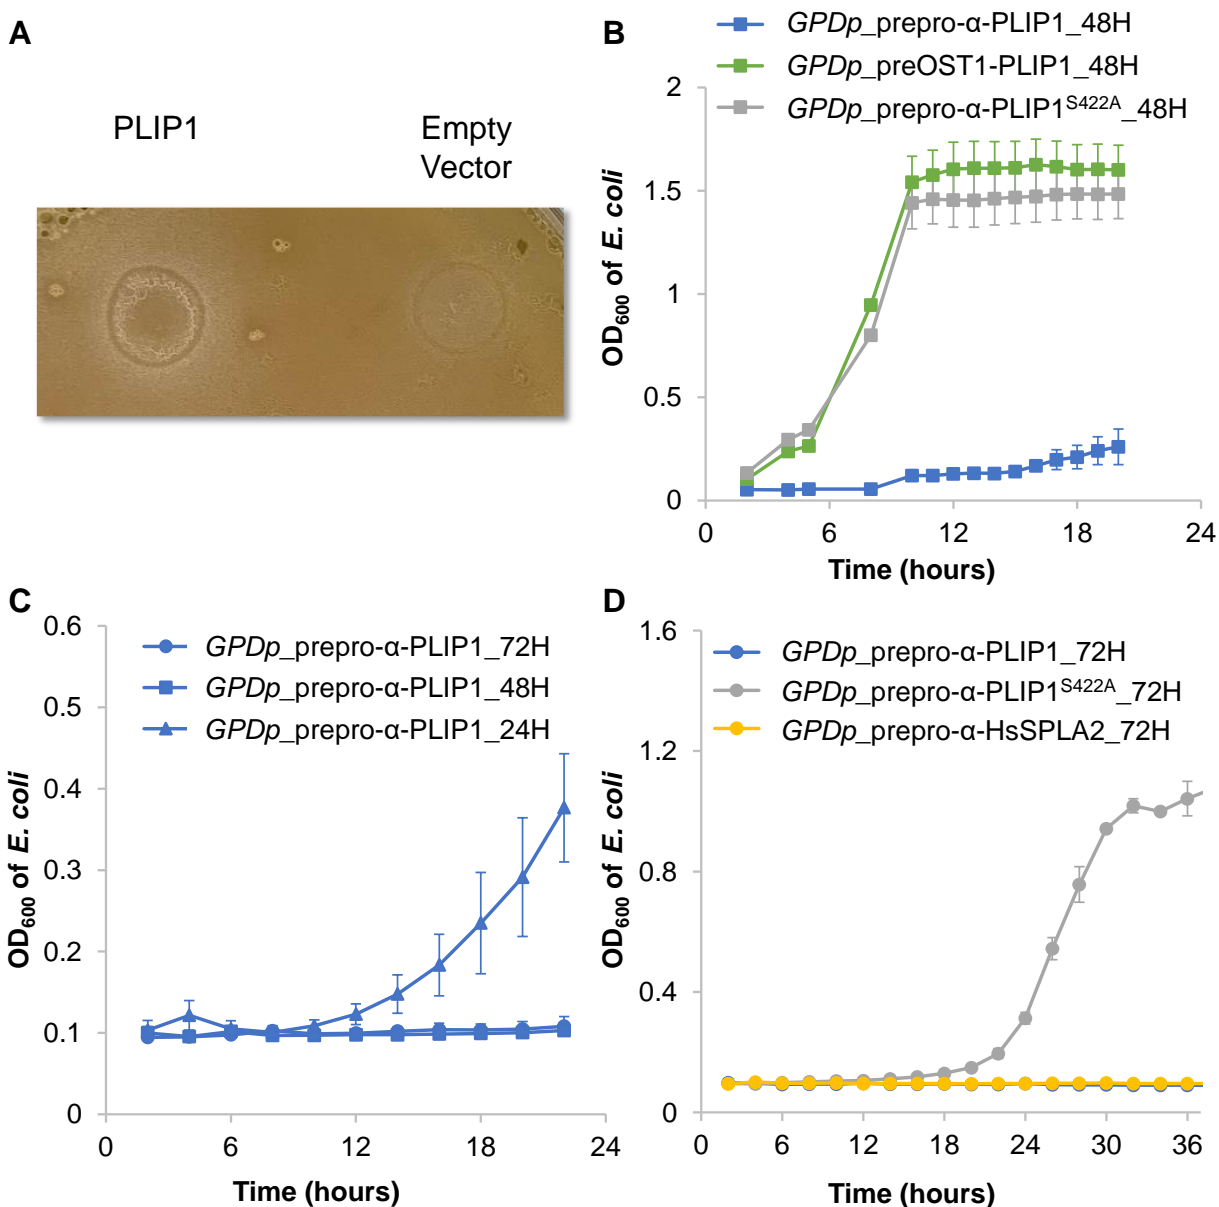 A
PLIP1
Empty
Vector
B
GPDp_prepro-α-PLIP1_48H
GPDp_preOST1-PLIP1_48H
GPDp_prepro-α-PLIP1S422A_48H
2
1.5
1
0.5
0
0 6 12 18 24
OD600 of E. coli
Time (hours)
C
GPDp_prepro-α-PLIP1_72H
GPDp_prepro-α-PLIP1_48H
GPDp_prepro-α-PLIP1_24H
0.6
0.5
0.4
0.3
0.2
0.1
0
0 6 12 18 24
OD600 of E. coli
Time (hours)
D
GPDp_prepro-α-PLIP1_72H
GPDp_prepro-α-PLIP1S422A_72H
GPDp_prepro-α-HsSPLA2_72H
1.6
1.2
0.8
0.4
0
0 6 12 18 24 30 36
OD600 of E. coli
Time (hours)